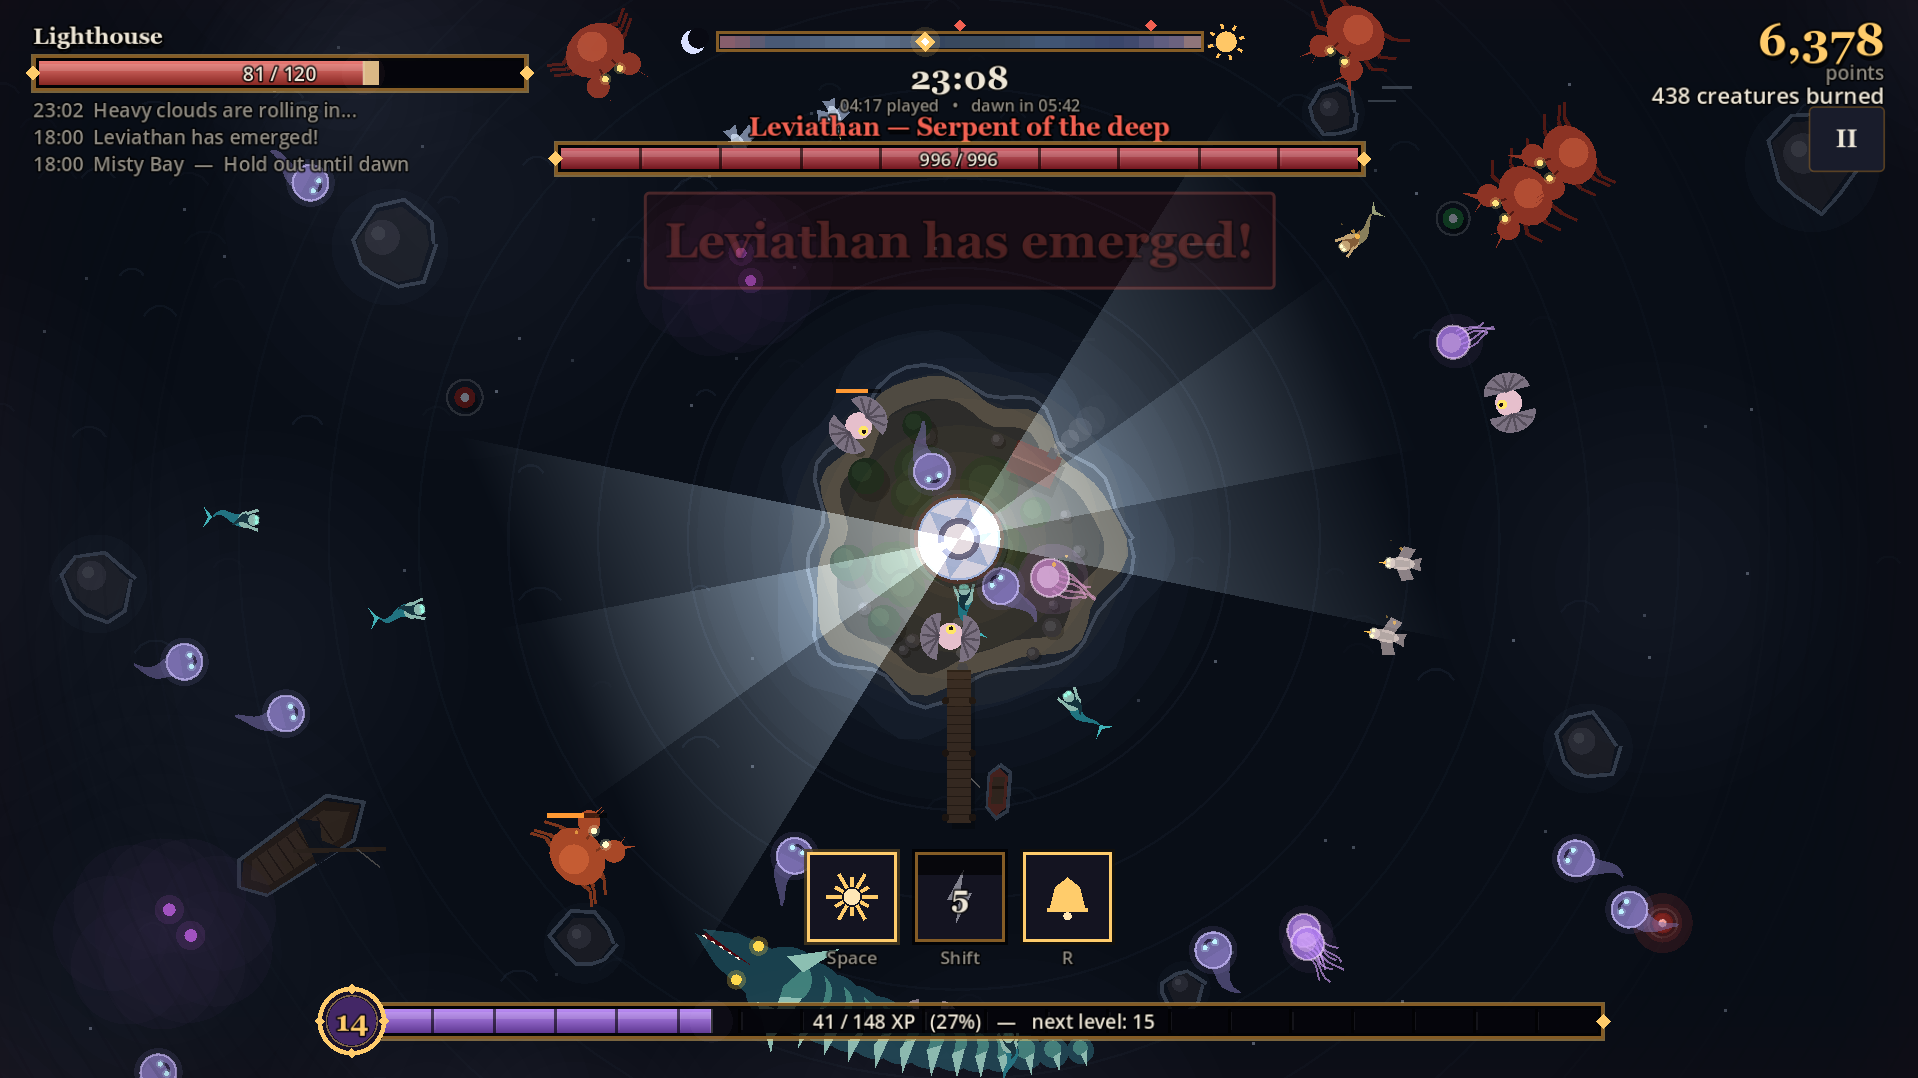 Lighthouse
81 / 120
23:02 Heavy clouds are rolling in...
18:00 Leviathan has emerged!
18:00 Misty Bay — Hold out until dawn
23:08
04:17 played • dawn in 05:42
Leviathan — Serpent of the deep
996 / 996
Leviathan has emerged!
6,378
points
438 creatures burned
II
5
Space
Shift
R
14
41 / 148 XP (27%) — next level: 15